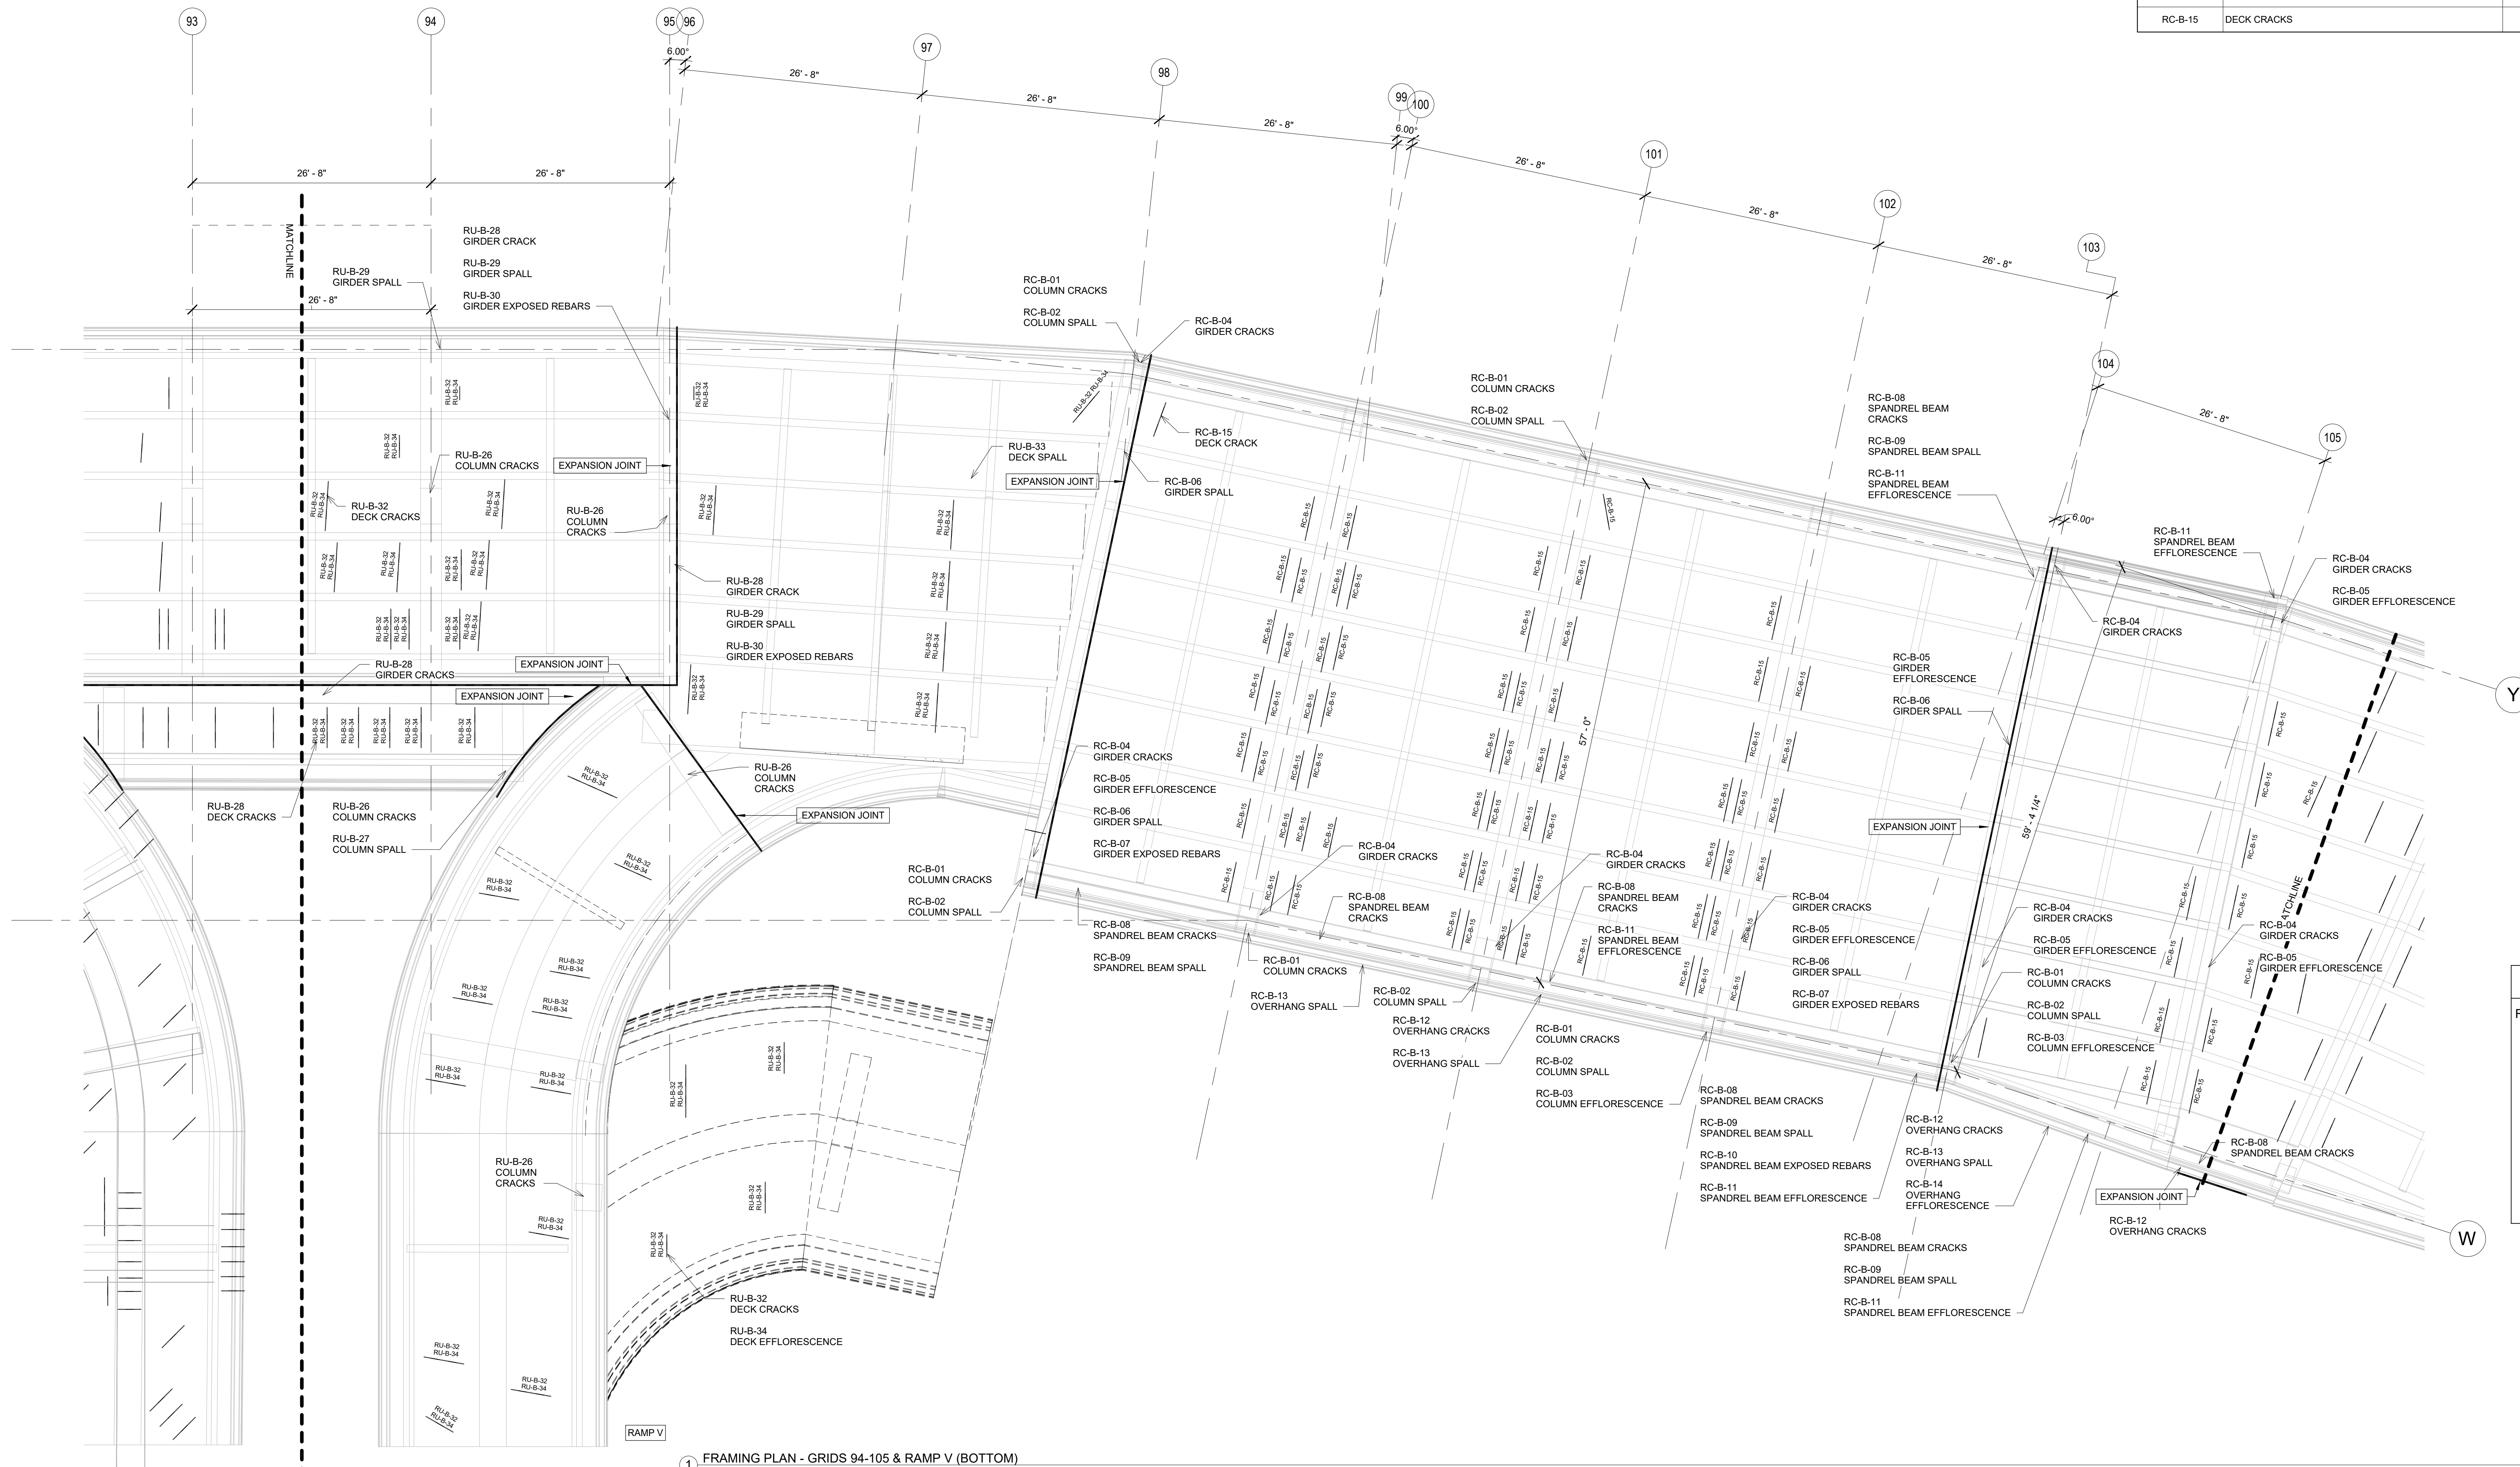 RC-B-15 DECK CRACKS
93
94
95
96
97
98
99
100
101
102
103
104
105
6.00°
26' - 8"
26' - 8"
26' - 8"
6.00°
26' - 8"
26' - 8"
26' - 8"
26' - 8"
26' - 8"
26' - 8"
26' - 8"
6.00°
MATCHLINE
RU-B-29
GIRDER SPALL
RU-B-28
GIRDER CRACK
RU-B-29
GIRDER SPALL
RU-B-30
GIRDER EXPOSED REBARS
RC-B-01
COLUMN CRACKS
RC-B-02
COLUMN SPALL
RC-B-04
GIRDER CRACKS
RC-B-01
COLUMN CRACKS
RC-B-02
COLUMN SPALL
RC-B-08
SPANDREL BEAM
CRACKS
RC-B-09
SPANDREL BEAM SPALL
RC-B-11
SPANDREL BEAM
EFFLORESCENCE
RC-B-11
SPANDREL BEAM
EFFLORESCENCE
RC-B-04
GIRDER CRACKS
RC-B-05
GIRDER EFFLORESCENCE
RC-B-15
DECK CRACK
RU-B-33
DECK SPALL
RU-B-26
COLUMN CRACKS
EXPANSION JOINT
EXPANSION JOINT
RC-B-06
GIRDER SPALL
RU-B-32
DECK CRACKS
RU-B-26
COLUMN
CRACKS
RU-B-28
GIRDER CRACK
RU-B-29
GIRDER SPALL
RU-B-30
GIRDER EXPOSED REBARS
RC-B-04
GIRDER CRACKS
RU-B-28
GIRDER CRACKS
EXPANSION JOINT
EXPANSION JOINT
RC-B-05
GIRDER
EFFLORESCENCE
RC-B-06
GIRDER SPALL
Y
57' - 0"
59' - 4 1/4"
RC-B-04
GIRDER CRACKS
RC-B-05
GIRDER EFFLORESCENCE
RC-B-06
GIRDER SPALL
RC-B-07
GIRDER EXPOSED REBARS
RU-B-26
COLUMN
CRACKS
RU-B-28
DECK CRACKS
RU-B-26
COLUMN CRACKS
RU-B-27
COLUMN SPALL
EXPANSION JOINT
EXPANSION JOINT
RC-B-01
COLUMN CRACKS
RC-B-02
COLUMN SPALL
RC-B-04
GIRDER CRACKS
RC-B-04
GIRDER CRACKS
RC-B-08
SPANDREL BEAM
CRACKS
RC-B-08
SPANDREL BEAM
CRACKS
RC-B-11
SPANDREL BEAM
EFFLORESCENCE
RC-B-04
GIRDER CRACKS
RC-B-05
GIRDER EFFLORESCENCE
RC-B-06
GIRDER SPALL
RC-B-07
GIRDER EXPOSED REBARS
RC-B-04
GIRDER CRACKS
RC-B-05
GIRDER EFFLORESCENCE
ATCHLINE
RC-B-04
GIRDER CRACKS
RC-B-05
GIRDER EFFLORESCENCE
RC-B-08
SPANDREL BEAM CRACKS
RC-B-09
SPANDREL BEAM SPALL
RC-B-01
COLUMN CRACKS
RC-B-13
OVERHANG SPALL
RC-B-02
COLUMN SPALL
RC-B-12
OVERHANG CRACKS
RC-B-13
OVERHANG SPALL
RC-B-01
COLUMN CRACKS
RC-B-02
COLUMN SPALL
RC-B-03
COLUMN EFFLORESCENCE
RC-B-01
COLUMN CRACKS
RC-B-02
COLUMN SPALL
RC-B-03
COLUMN EFFLORESCENCE
RC-B-08
SPANDREL BEAM CRACKS
RC-B-09
SPANDREL BEAM SPALL
RC-B-10
SPANDREL BEAM EXPOSED REBARS
RC-B-11
SPANDREL BEAM EFFLORESCENCE
RC-B-12
OVERHANG CRACKS
RC-B-13
OVERHANG SPALL
RC-B-14
OVERHANG
EFFLORESCENCE
RC-B-08
SPANDREL BEAM CRACKS
EXPANSION JOINT
RC-B-12
OVERHANG CRACKS
W
RC-B-08
SPANDREL BEAM CRACKS
RC-B-09
SPANDREL BEAM SPALL
RC-B-11
SPANDREL BEAM EFFLORESCENCE
RU-B-26
COLUMN
CRACKS
RU-B-32
DECK CRACKS
RU-B-34
DECK EFFLORESCENCE
RU-B-32
RU-B-34
RC-B-15
RAMP V
1 FRAMING PLAN - GRIDS 94-105 & RAMP V (BOTTOM)